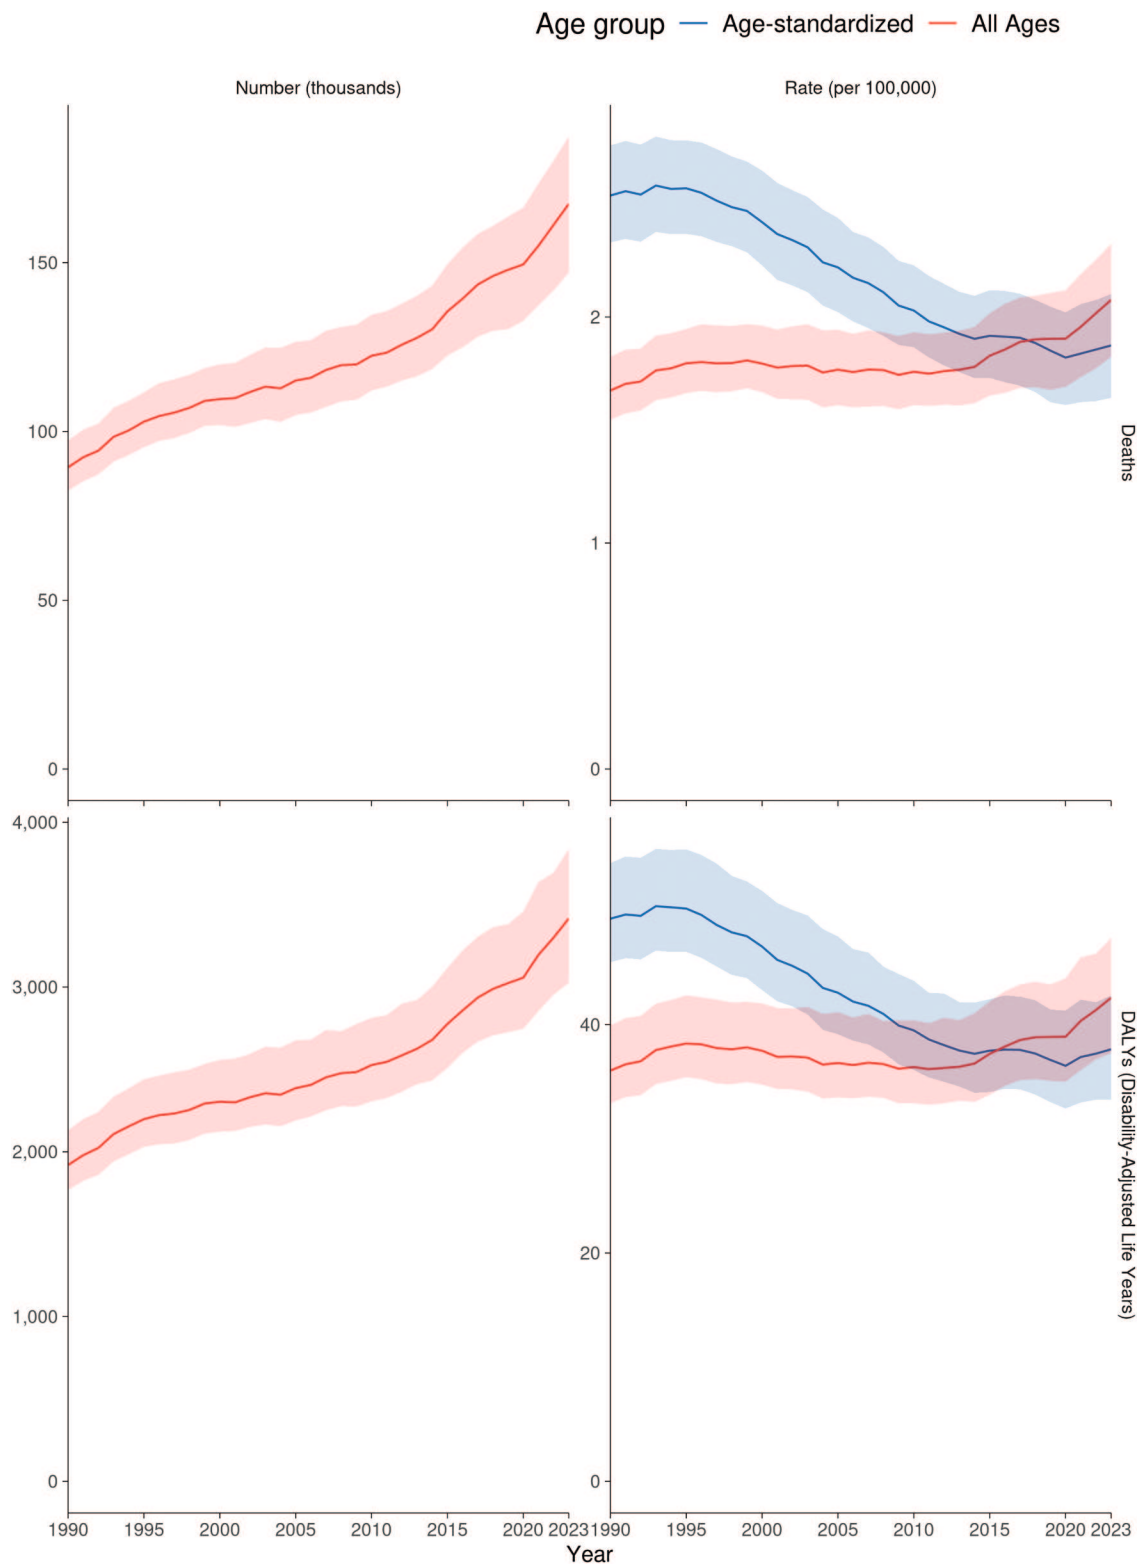 Age group Age-standardized All Ages
Number (thousands) Rate (per 100,000)
150
100
50
0
2
1
0
Deaths
4,000
3,000
2,000
1,000
0
40
20
0
DALYs (Disability-Adjusted Life Years)
1990 1995 2000 2005 2010 2015 2020 2023 1990 1995 2000 2005 2010 2015 2020 2023
Year